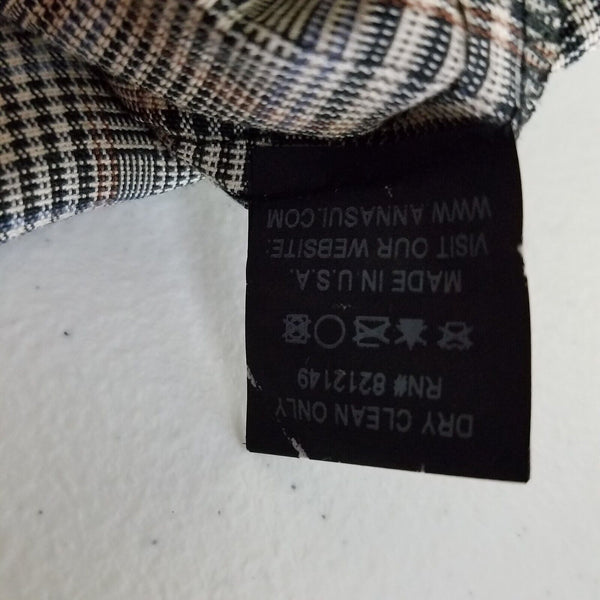 DRY CLEAN ONLY
RN# 8212149
MADE IN U.S.A.
VISIT OUR WEBSITE:
WWW.ANNASUI.COM